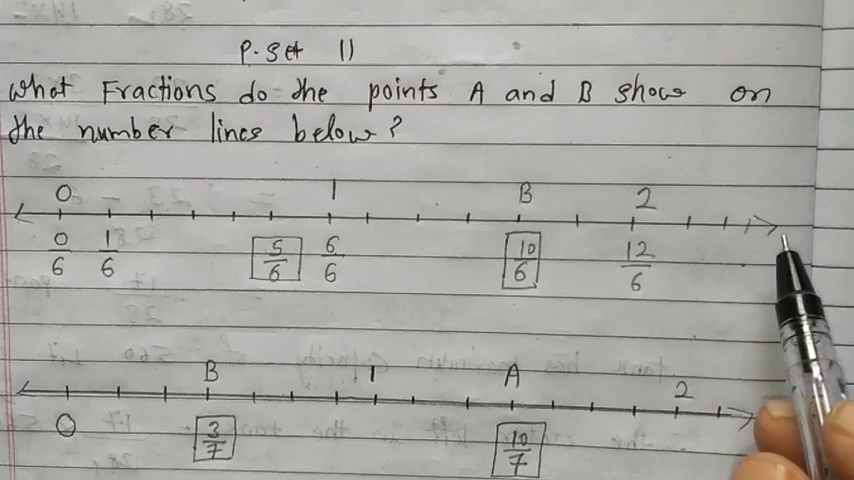 P. Set 11
What Fractions do the points A and B show on
the number lines below?
0 1 B 2
0/6 1/6 5/6 6/6 10/6 12/6
B 1 A 2
0 3/7 10/7